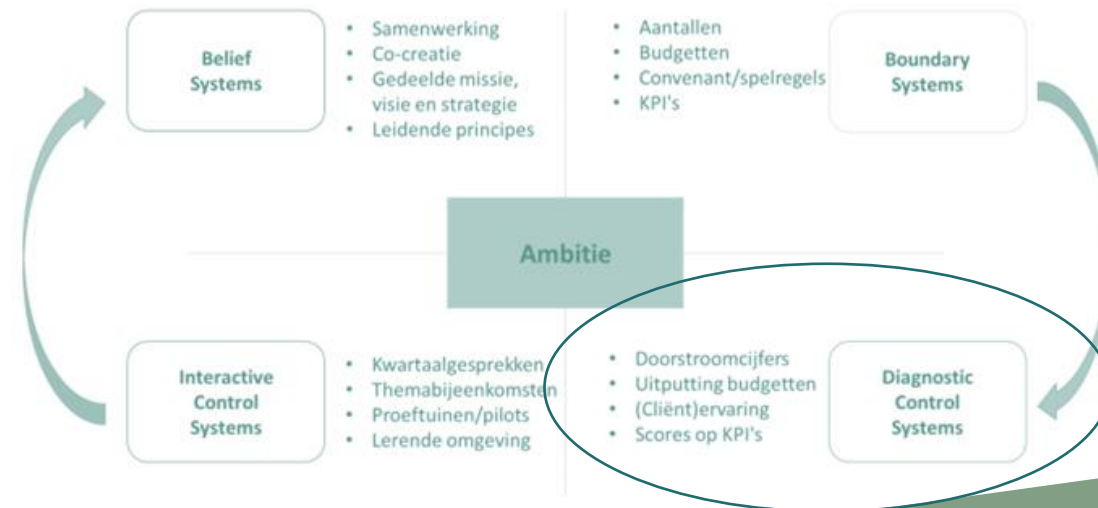 Belief
Systems
• Samenwerking
• Co-creatie
• Gedeelde missie,
visie en strategie
• Leidende principes
• Aantallen
• Budgetten
• Convenant/spelregels
• KPI's
Boundary
Systems
Ambitie
Interactive
Control
Systems
• Kwartaalgesprekken
• Themabijeenkomsten
• Proeftuinen/pilots
• Lerende omgeving
• Doorstroomcijfers
• Uitputting budgetten
• (Cliënt)ervaring
• Scores op KPI's
Diagnostic
Control
Systems